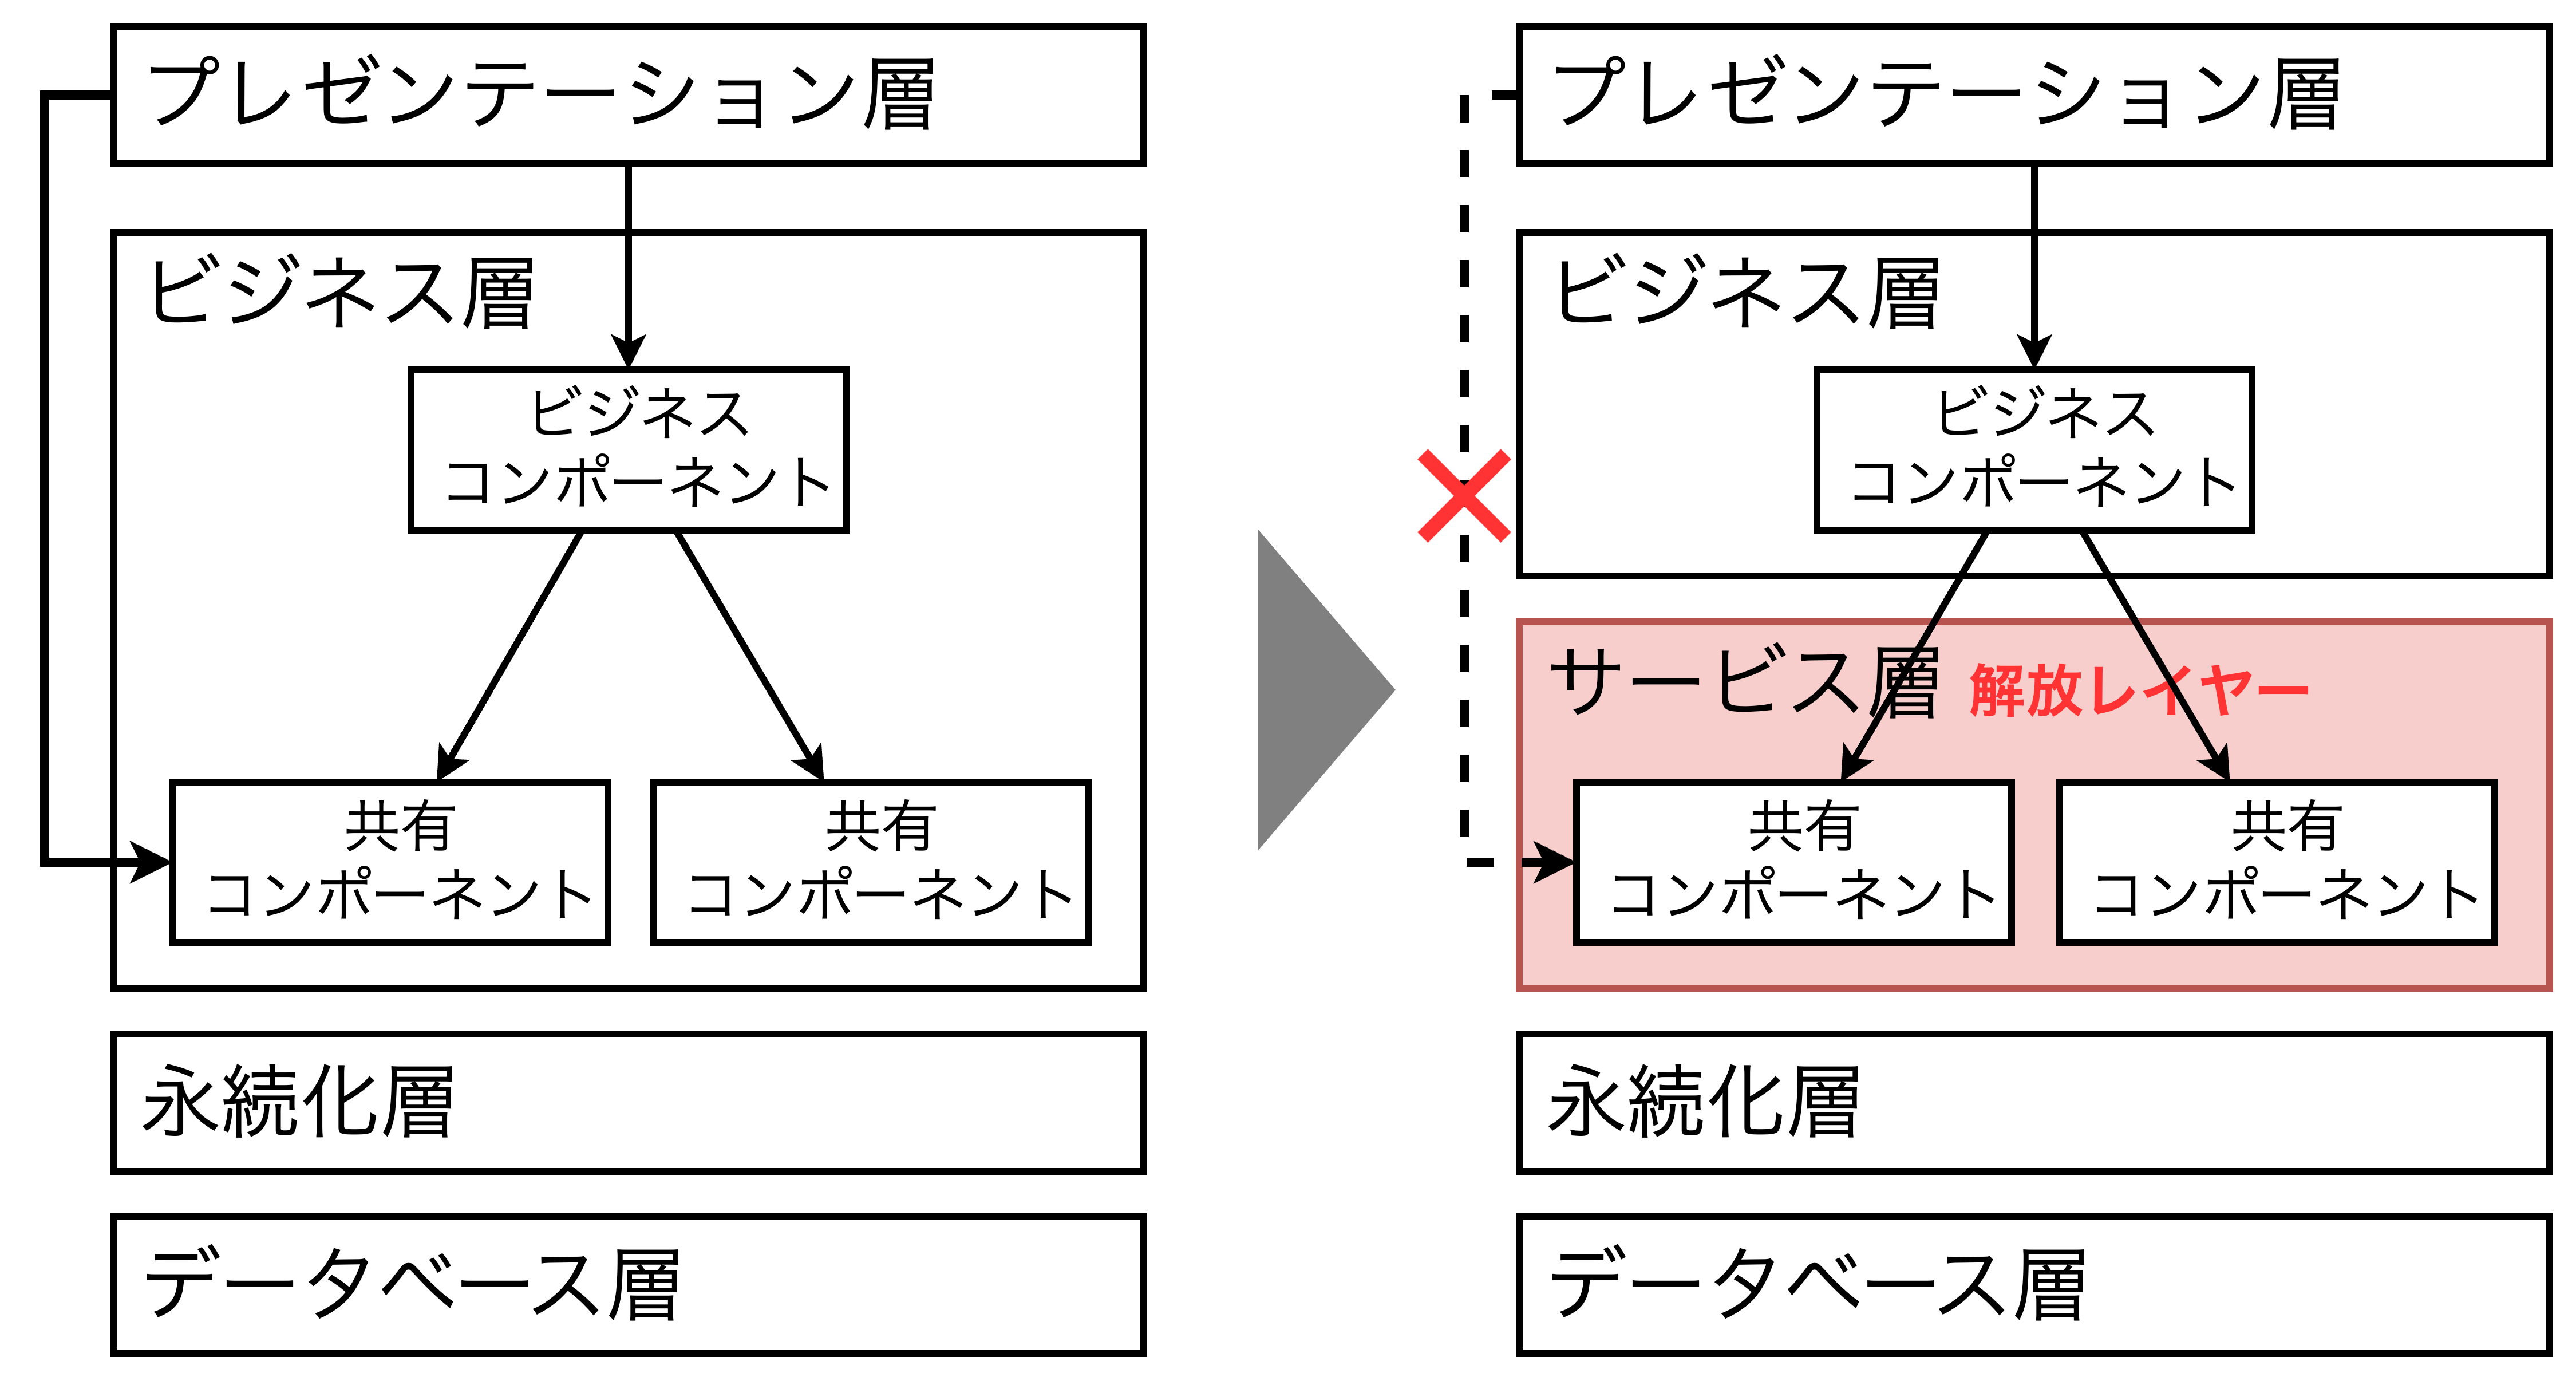 プレゼンテーション層
ビジネス層
ビジネス
コンポーネント
共有
コンポーネント
共有
コンポーネント
永続化層
データベース層
プレゼンテーション層
ビジネス層
ビジネス
コンポーネント
サービス層 解放レイヤー
共有
コンポーネント
共有
コンポーネント
永続化層
データベース層